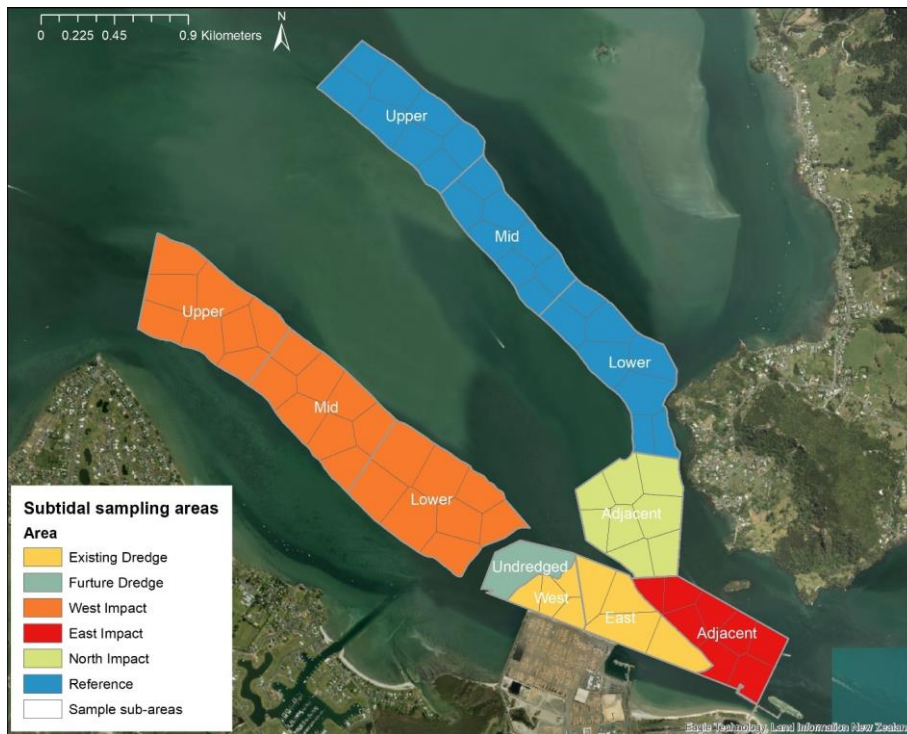 N
0 0.225 0.45 0.9 Kilometers
Upper
Mid
Upper
Lower
Mid
Lower
Adjacent
Undredged
West
East
Adjacent
Subtidal sampling areas
Area
Existing Dredge
Furture Dredge
West Impact
East Impact
North Impact
Reference
Sample sub-areas
Eagle Technology, Land Information New Zealand